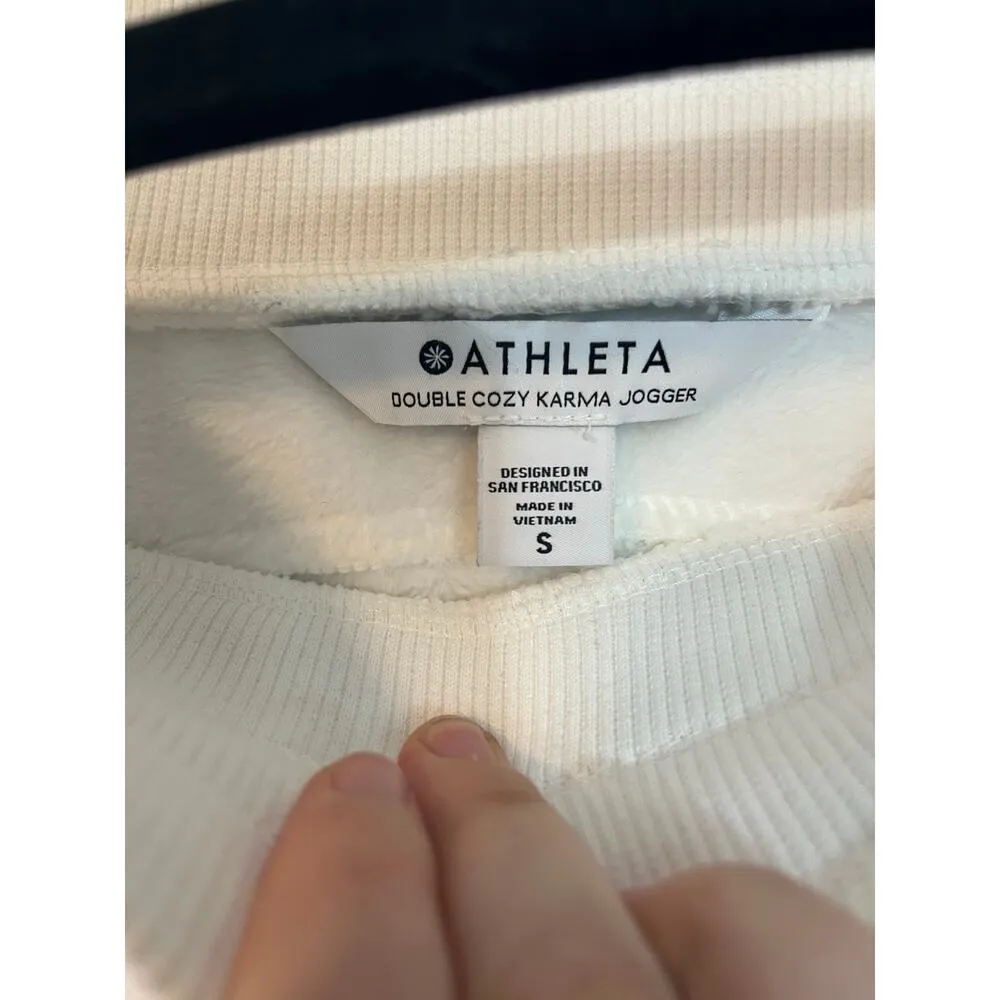 ATHLETA
DOUBLE COZY KARMA JOGGER
DESIGNED IN
SAN FRANCISCO
MADE IN
VIETNAM
S